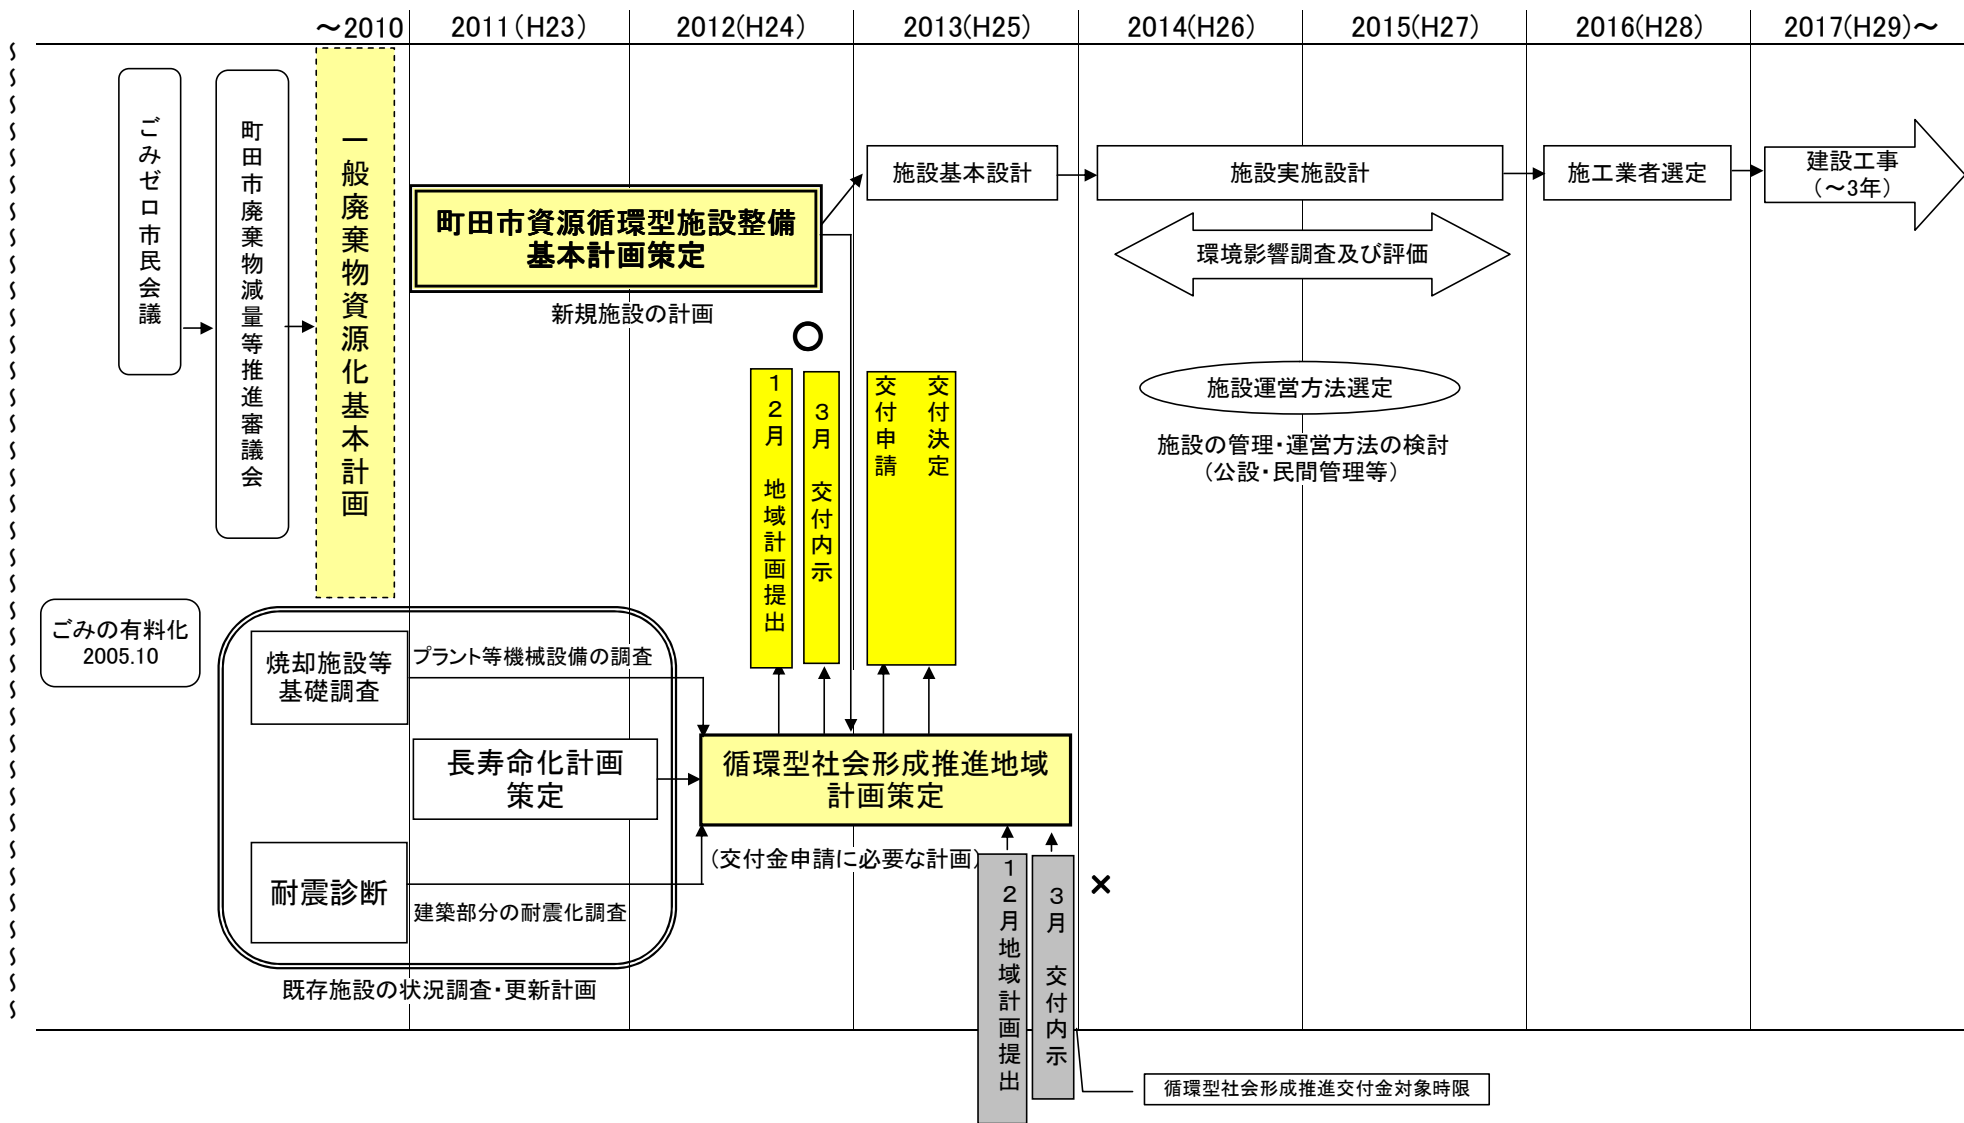 ～2010
2011(H23)
2012(H24)
2013(H25)
2014(H26)
2015(H27)
2016(H28)
2017(H29)～
ごみゼロ市民会議
町田市廃棄物減量等推進審議会
一般廃棄物資源化基本計画
町田市資源循環型施設整備
基本計画策定
新規施設の計画
施設基本設計
施設実施設計
施工業者選定
建設工事
（～3年）
環境影響調査及び評価
○
施設運営方法選定
施設の管理・運営方法の検討
（公設・民間管理等）
12月 地域計画提出
3月 交付内示
交付申請
交付決定
ごみの有料化
2005.10
焼却施設等
基礎調査
プラント等機械設備の調査
長寿命化計画
策定
循環型社会形成推進地域
計画策定
（交付金申請に必要な計画）
耐震診断
建築部分の耐震化調査
既存施設の状況調査・更新計画
12月地域計画提出
3月 交付内示
×
循環型社会形成推進交付金対象時限